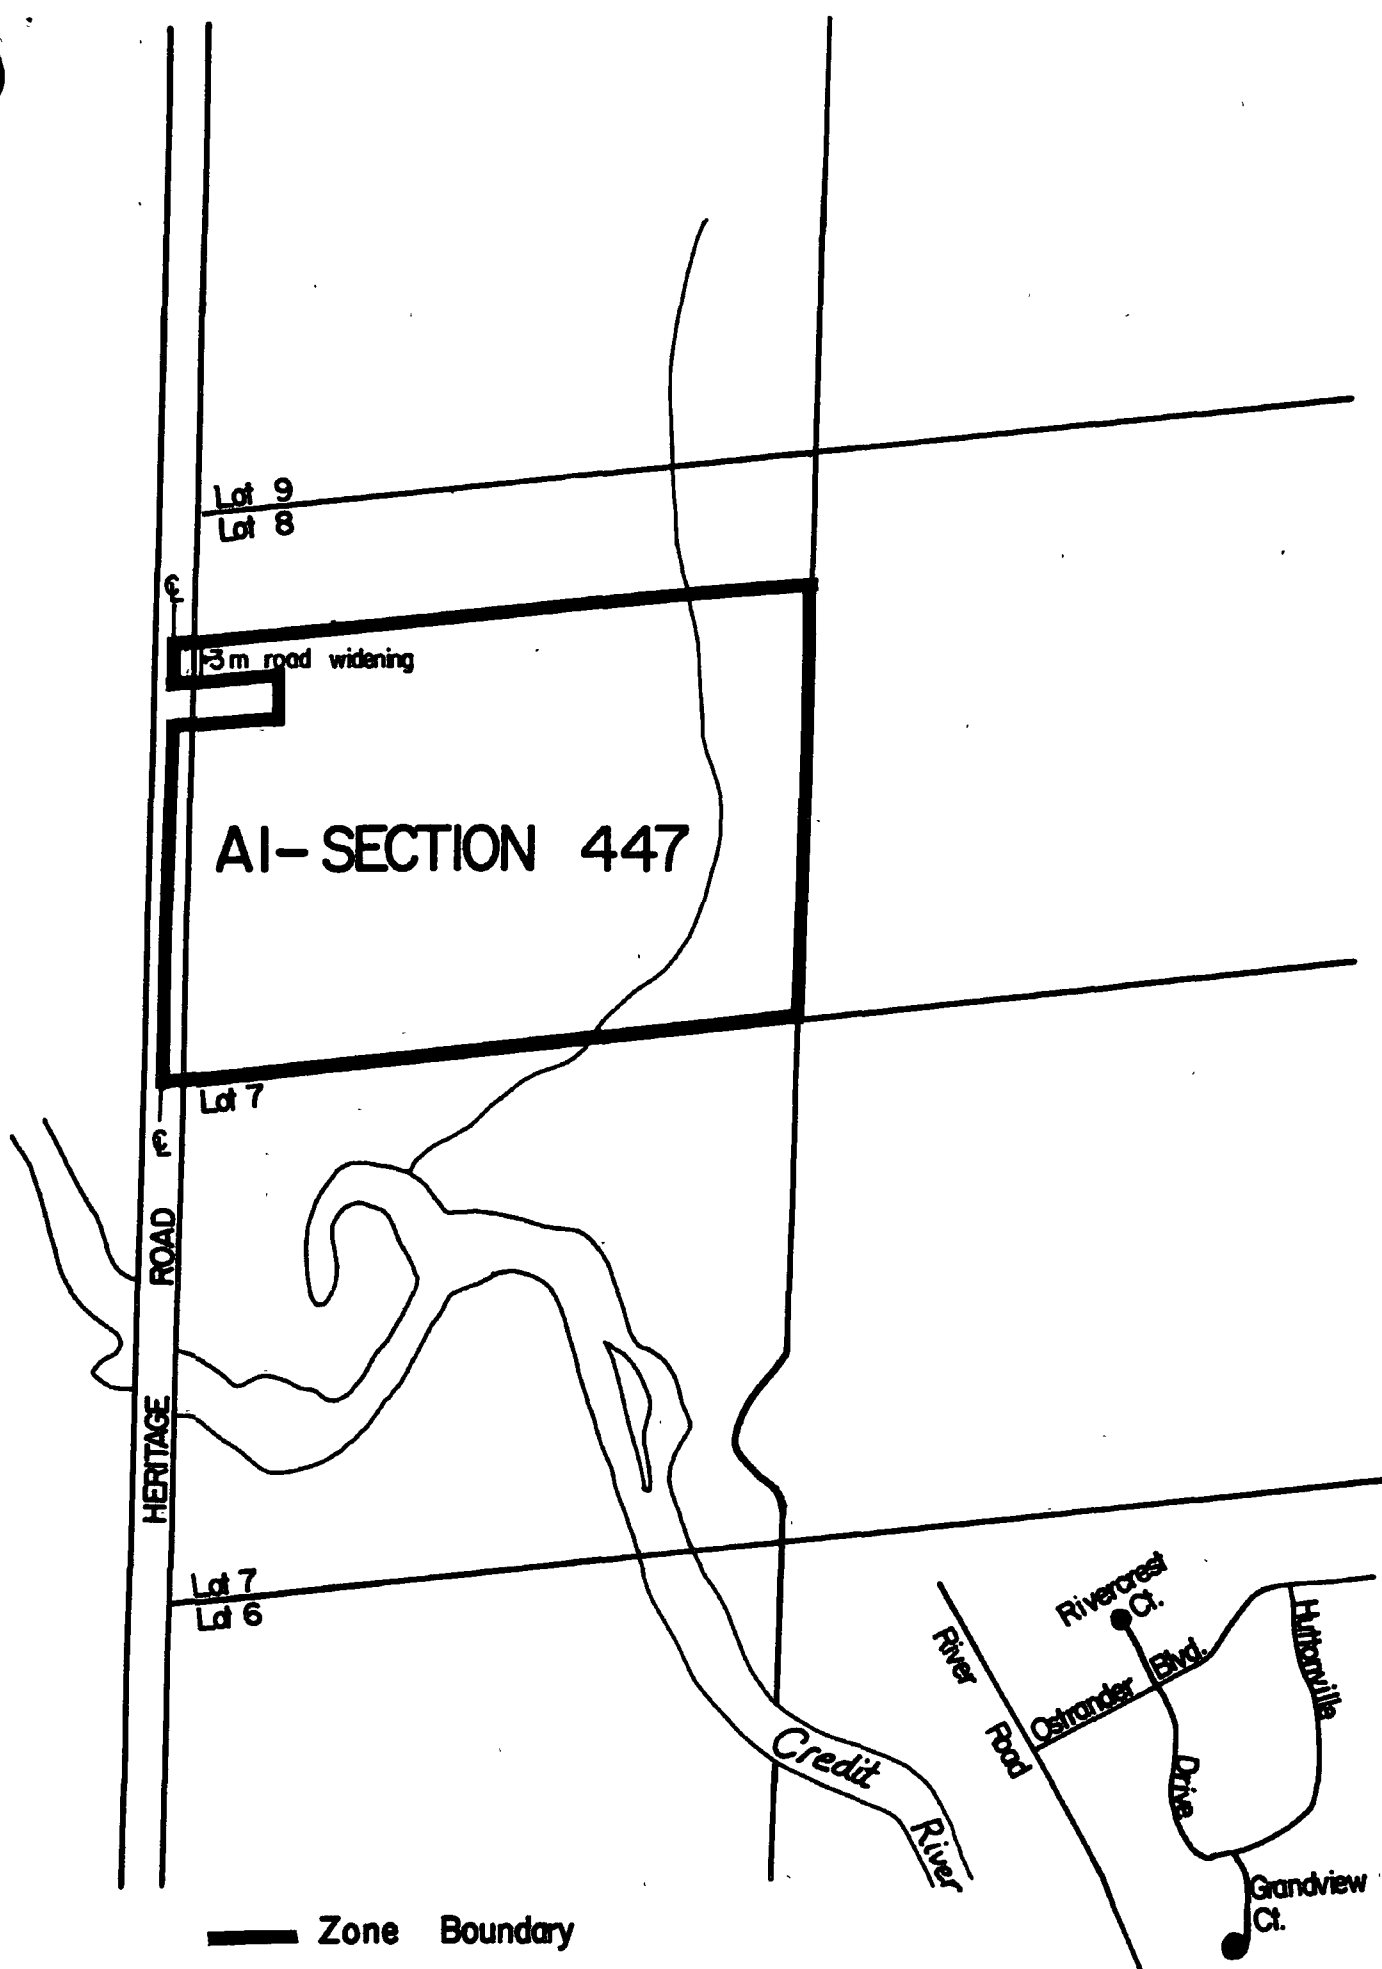 Lot 9
Lot 8
℄
3m road widening
A1-SECTION 447
Lot 7
℄
HERITAGE ROAD
Lot 7
Lot 6
Rivercrest
Ct.
River
Road
Ostrander Blvd.
Huttonville
Drive
Credit
River
Grandview
Ct.
Zone Boundary